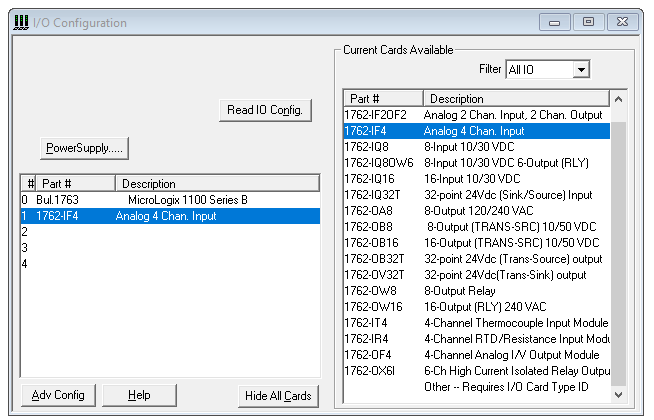 I/O Configuration
Current Cards Available
Filter All IO
Read IO Config.
PowerSupply.....
# Part # Description
0 Bul.1763 MicroLogix 1100 Series B
1 1762-IF4 Analog 4 Chan. Input
2
3
4
Part # Description
1762-IF2OF2 Analog 2 Chan. Input, 2 Chan. Output
1762-IF4 Analog 4 Chan. Input
1762-IQ8 8-Input 10/30 VDC
1762-IQ8OW6 8-Input 10/30 VDC 6-Output (RLY)
1762-IQ16 16-Input 10/30 VDC
1762-IQ32T 32-point 24Vdc (Sink/Source) Input
1762-OA8 8-Output 120/240 VAC
1762-OB8 8-Output (TRANS-SRC) 10/50 VDC
1762-OB16 16-Output (TRANS-SRC) 10/50 VDC
1762-OB32T 32-point 24Vdc (Trans-Source) output
1762-OV32T 32-point 24Vdc(Trans-Sink) output
1762-OW8 8-Output Relay
1762-OW16 16-Output (RLY) 240 VAC
1762-IT4 4-Channel Thermocouple Input Module
1762-IR4 4-Channel RTD/Resistance Input Modu
1762-OF4 4-Channel Analog I/V Output Module
1762-OX6I 6-Ch High Current Isolated Relay Outpu
Other -- Requires I/O Card Type ID
Adv Config Help Hide All Cards